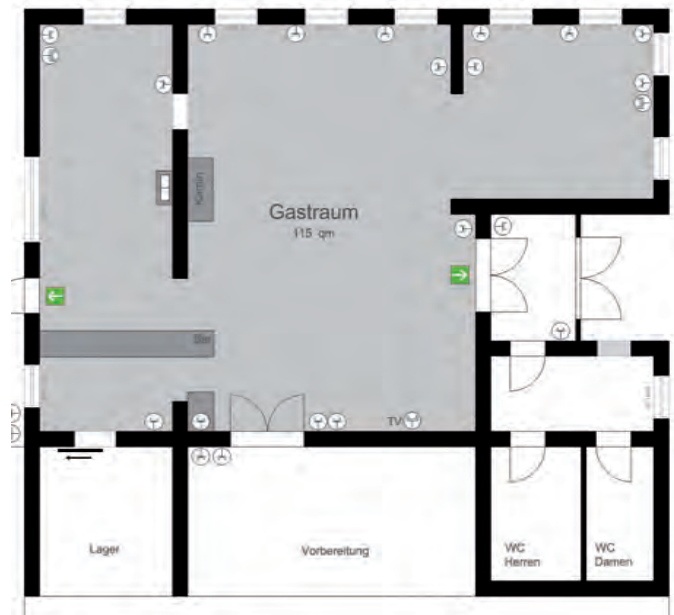 Kamin
Gastraum
115 qm
Bar
TV
Lager
Vorbereitung
WC
Herren
WC
Damen